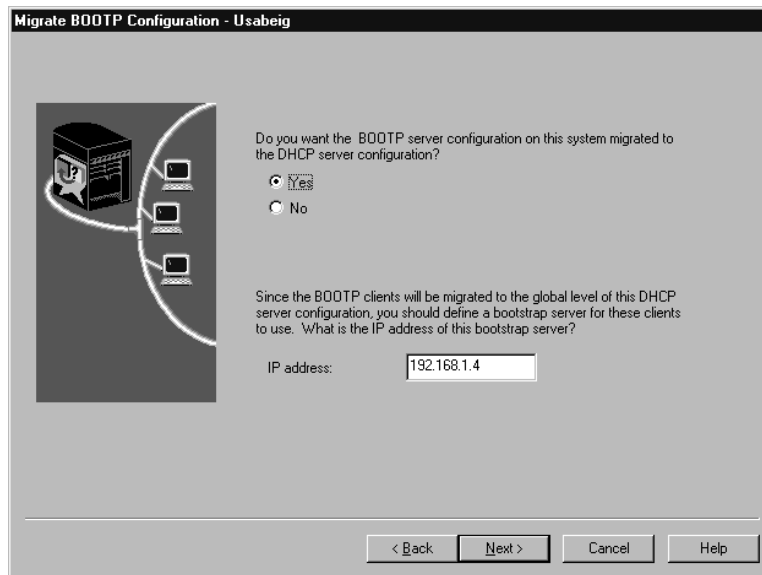 Migrate BOOTP Configuration - Usabeig
Do you want the BOOTP server configuration on this system migrated to
the DHCP server configuration?
Yes
No
Since the BOOTP clients will be migrated to the global level of this DHCP
server configuration, you should define a bootstrap server for these clients
to use. What is the IP address of this bootstrap server?
IP address: 192.168.1.4
< Back Next > Cancel Help